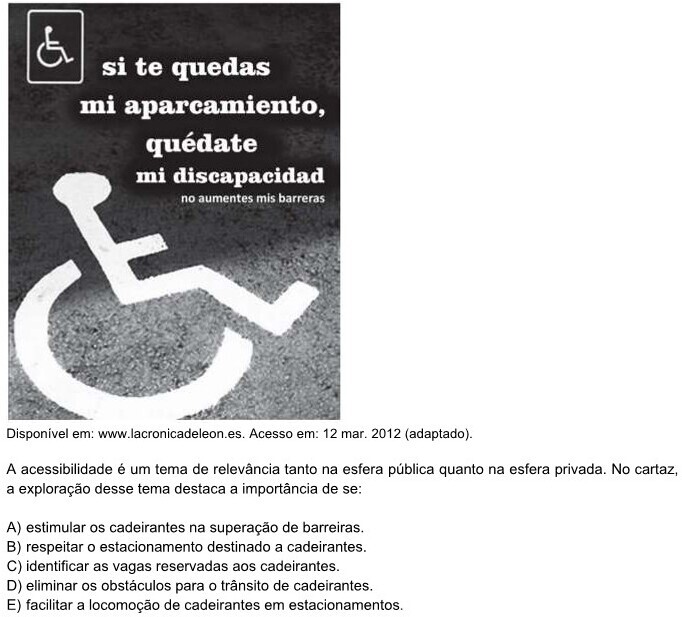 si te quedas
mi aparcamiento,
quédate
mi discapacidad
no aumentes mis barreras
Disponível em: www.lacronicadeleon.es. Acesso em: 12 mar. 2012 (adaptado).
A acessibilidade é um tema de relevância tanto na esfera pública quanto na esfera privada. No cartaz,
a exploração desse tema destaca a importância de se:
A) estimular os cadeirantes na superação de barreiras.
B) respeitar o estacionamento destinado a cadeirantes.
C) identificar as vagas reservadas aos cadeirantes.
D) eliminar os obstáculos para o trânsito de cadeirantes.
E) facilitar a locomoção de cadeirantes em estacionamentos.